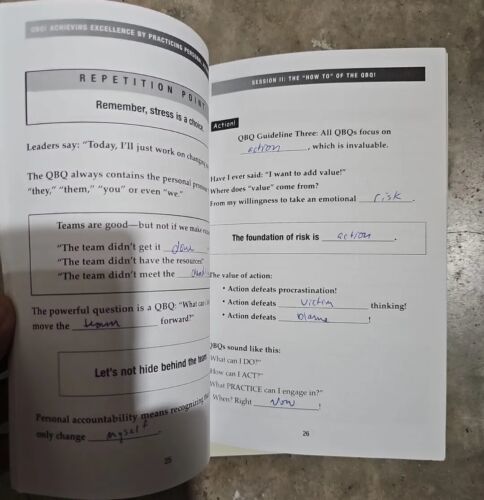 QBQ! ACHIEVING EXCELLENCE BY PRACTICING PERSONAL
REPETITION POINT
Remember, stress is a choice.
Leaders say: "Today, I'll just work on changing
The QBQ always contains the personal pronoun
"they," "them," "you" or even "we."
Teams are good—but not if we make
"The team didn't get it done
"The team didn't have the resources"
"The team didn't meet the
The powerful question is a QBQ: "What can I
move the team forward?"
Let's not hide behind the team
Personal accountability means recognizing that
only change myself
25
SESSION II: THE "HOW TO" OF THE QBQ!
Action!
QBQ Guideline Three: All QBQs focus on
action, which is invaluable.
Have I ever said: "I want to add value!"
Where does "value" come from?
From my willingness to take an emotional risk.
The foundation of risk is action.
The value of action:
• Action defeats procrastination!
• Action defeats victim thinking!
• Action defeats blame!
QBQs sound like this:
What can I DO?"
How can I ACT?"
What PRACTICE can I engage in?"
When? Right Now!
26